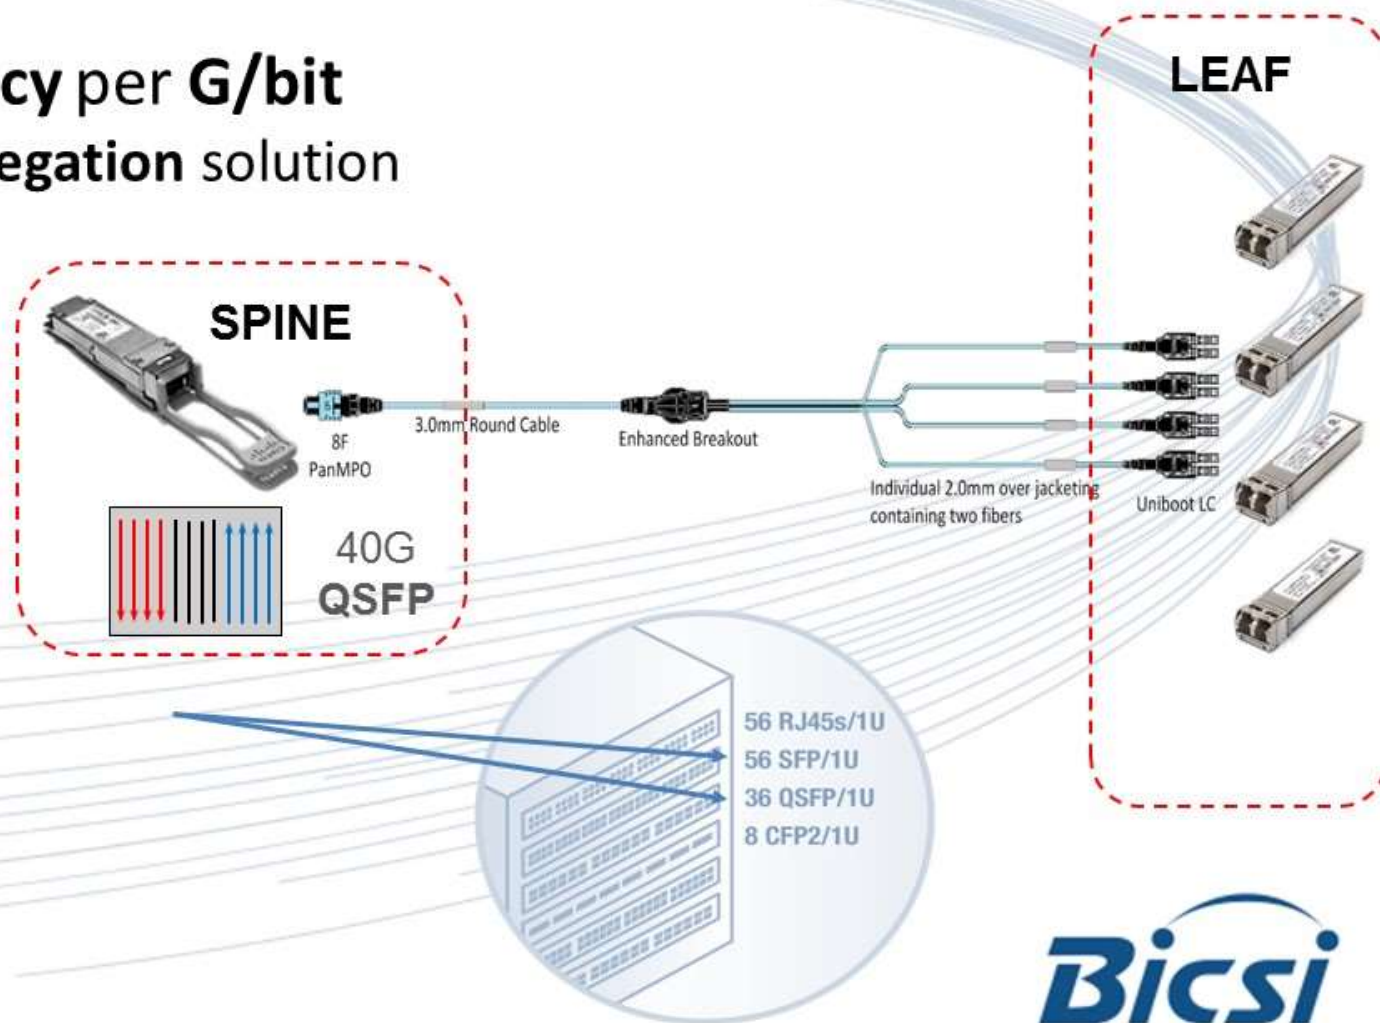 cy per G/bit
egation solution
LEAF
SPINE
8F
PanMPO
3.0mm Round Cable
Enhanced Breakout
Individual 2.0mm over jacketing
containing two fibers
Uniboot LC
40G
QSFP
56 RJ45s/1U
56 SFP/1U
36 QSFP/1U
8 CFP2/1U
Bicsi